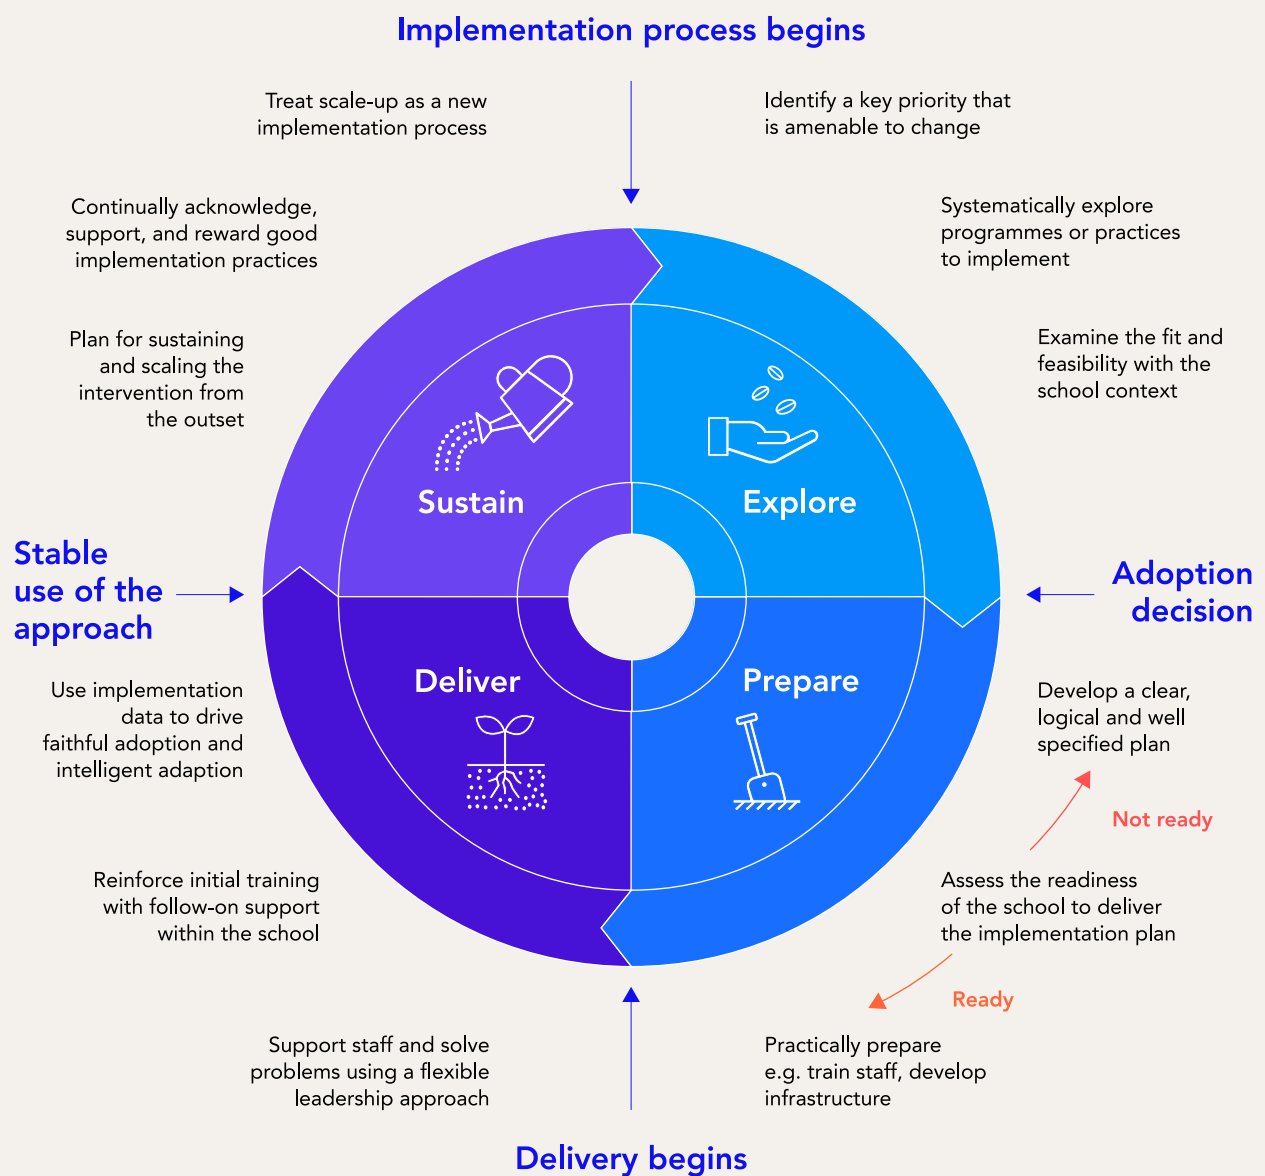 Implementation process begins
Treat scale-up as a new
implementation process
Identify a key priority that
is amenable to change
Continually acknowledge,
support, and reward good
implementation practices
Systematically explore
programmes or practices
to implement
Plan for sustaining
and scaling the
intervention from
the outset
Examine the fit and
feasibility with the
school context
Sustain
Explore
Stable
use of the
approach
Adoption
decision
Deliver
Prepare
Use implementation
data to drive
faithful adoption and
intelligent adaption
Develop a clear,
logical and well
specified plan
Not ready
Reinforce initial training
with follow-on support
within the school
Assess the readiness
of the school to deliver
the implementation plan
Ready
Support staff and solve
problems using a flexible
leadership approach
Practically prepare
e.g. train staff, develop
infrastructure
Delivery begins